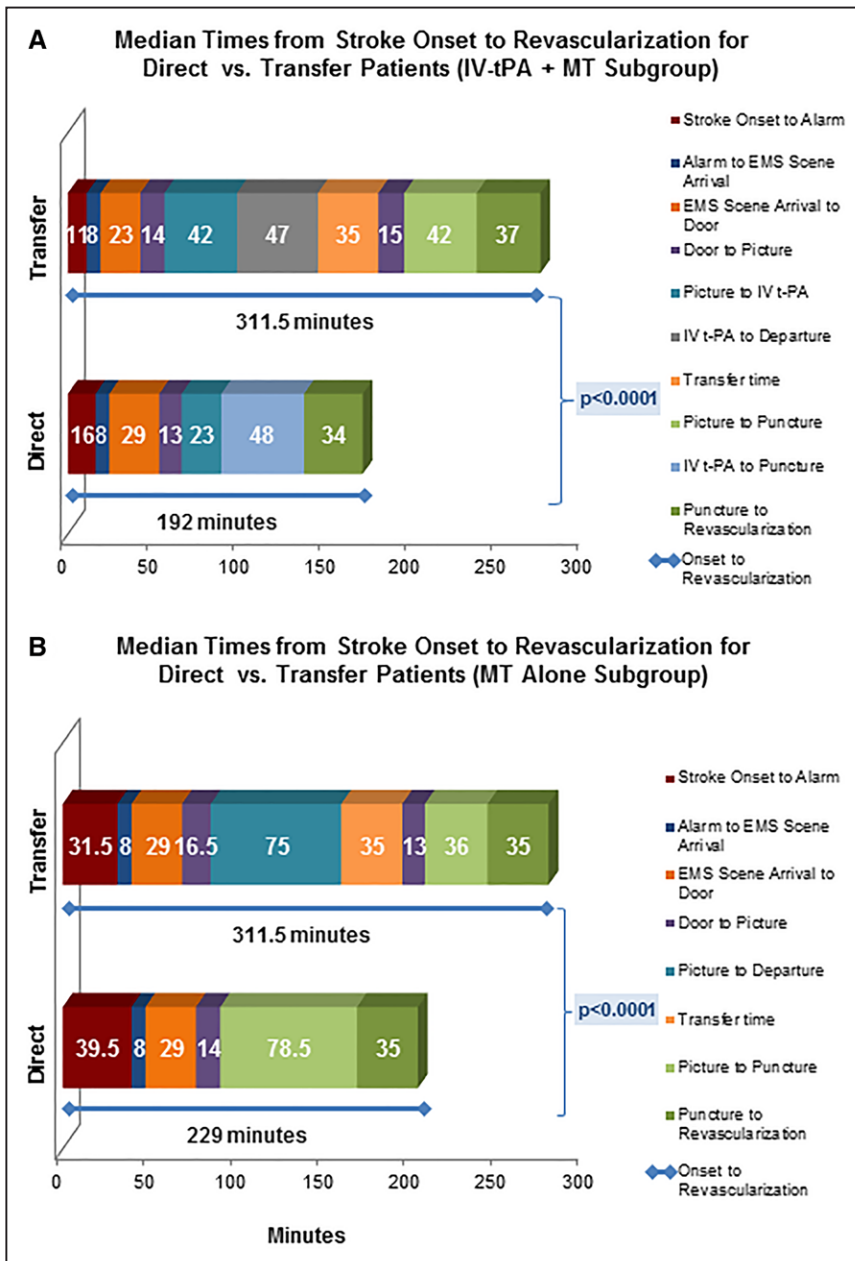 A
Median Times from Stroke Onset to Revascularization for
Direct vs. Transfer Patients (IV-tPA + MT Subgroup)
Transfer
11 8 23 14 42 47 35 15 42 37
311.5 minutes
Direct
16 8 29 13 23 48 34
192 minutes
p<0.0001
0 50 100 150 200 250 300
Stroke Onset to Alarm
Alarm to EMS Scene
Arrival
EMS Scene Arrival to
Door
Door to Picture
Picture to IV t-PA
IV t-PA to Departure
Transfer time
Picture to Puncture
IV t-PA to Puncture
Puncture to
Revascularization
Onset to
Revascularization
B
Median Times from Stroke Onset to Revascularization for
Direct vs. Transfer Patients (MT Alone Subgroup)
Transfer
31.5 8 29 16.5 75 35 13 36 35
311.5 minutes
Direct
39.5 8 29 14 78.5 35
229 minutes
p<0.0001
0 50 100 150 200 250 300
Minutes
Stroke Onset to Alarm
Alarm to EMS Scene
Arrival
EMS Scene Arrival to
Door
Door to Picture
Picture to Departure
Transfer time
Picture to Puncture
Puncture to
Revascularization
Onset to
Revascularization